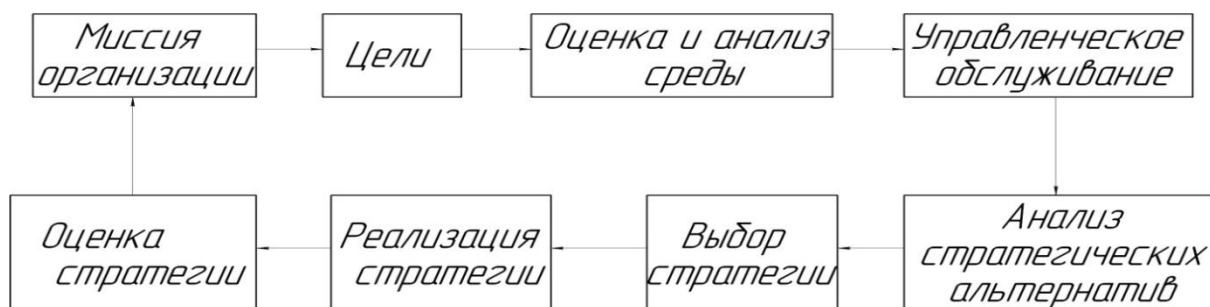 Миссия
организации
Цели
Оценка и анализ
среды
Управленческое
обслуживание
Оценка
стратегии
Реализация
стратегии
Выбор
стратегии
Анализ
стратегических
альтернатив